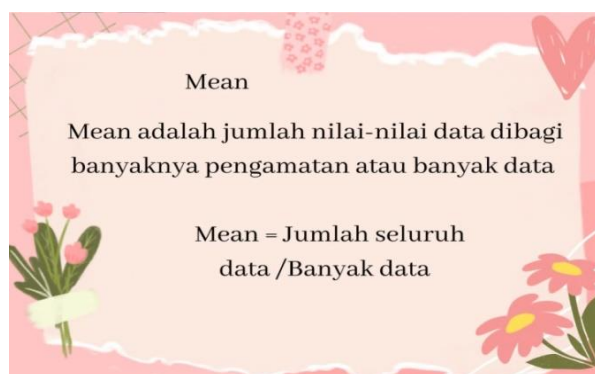 Mean
Mean adalah jumlah nilai-nilai data dibagi
banyaknya pengamatan atau banyak data
Mean = Jumlah seluruh
data /Banyak data